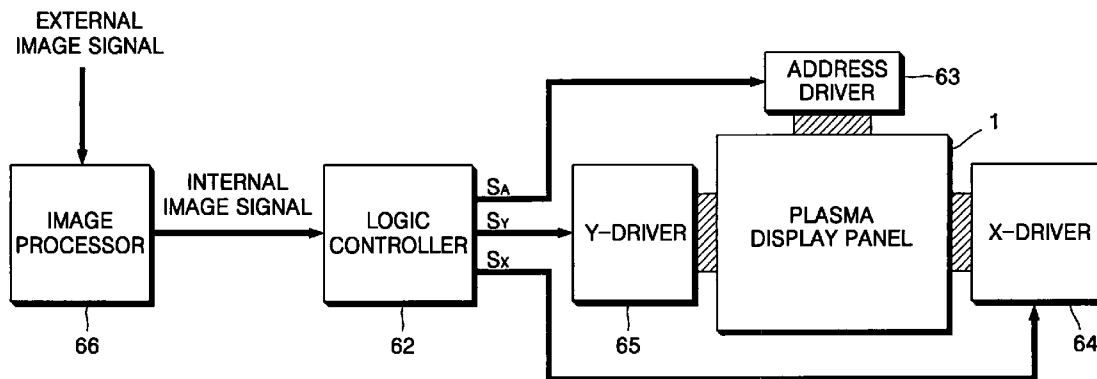 EXTERNAL
IMAGE SIGNAL
ADDRESS
DRIVER
63
1
IMAGE
PROCESSOR
66
INTERNAL
IMAGE SIGNAL
LOGIC
CONTROLLER
62
SA
SY
SX
Y-DRIVER
65
PLASMA
DISPLAY PANEL
X-DRIVER
64